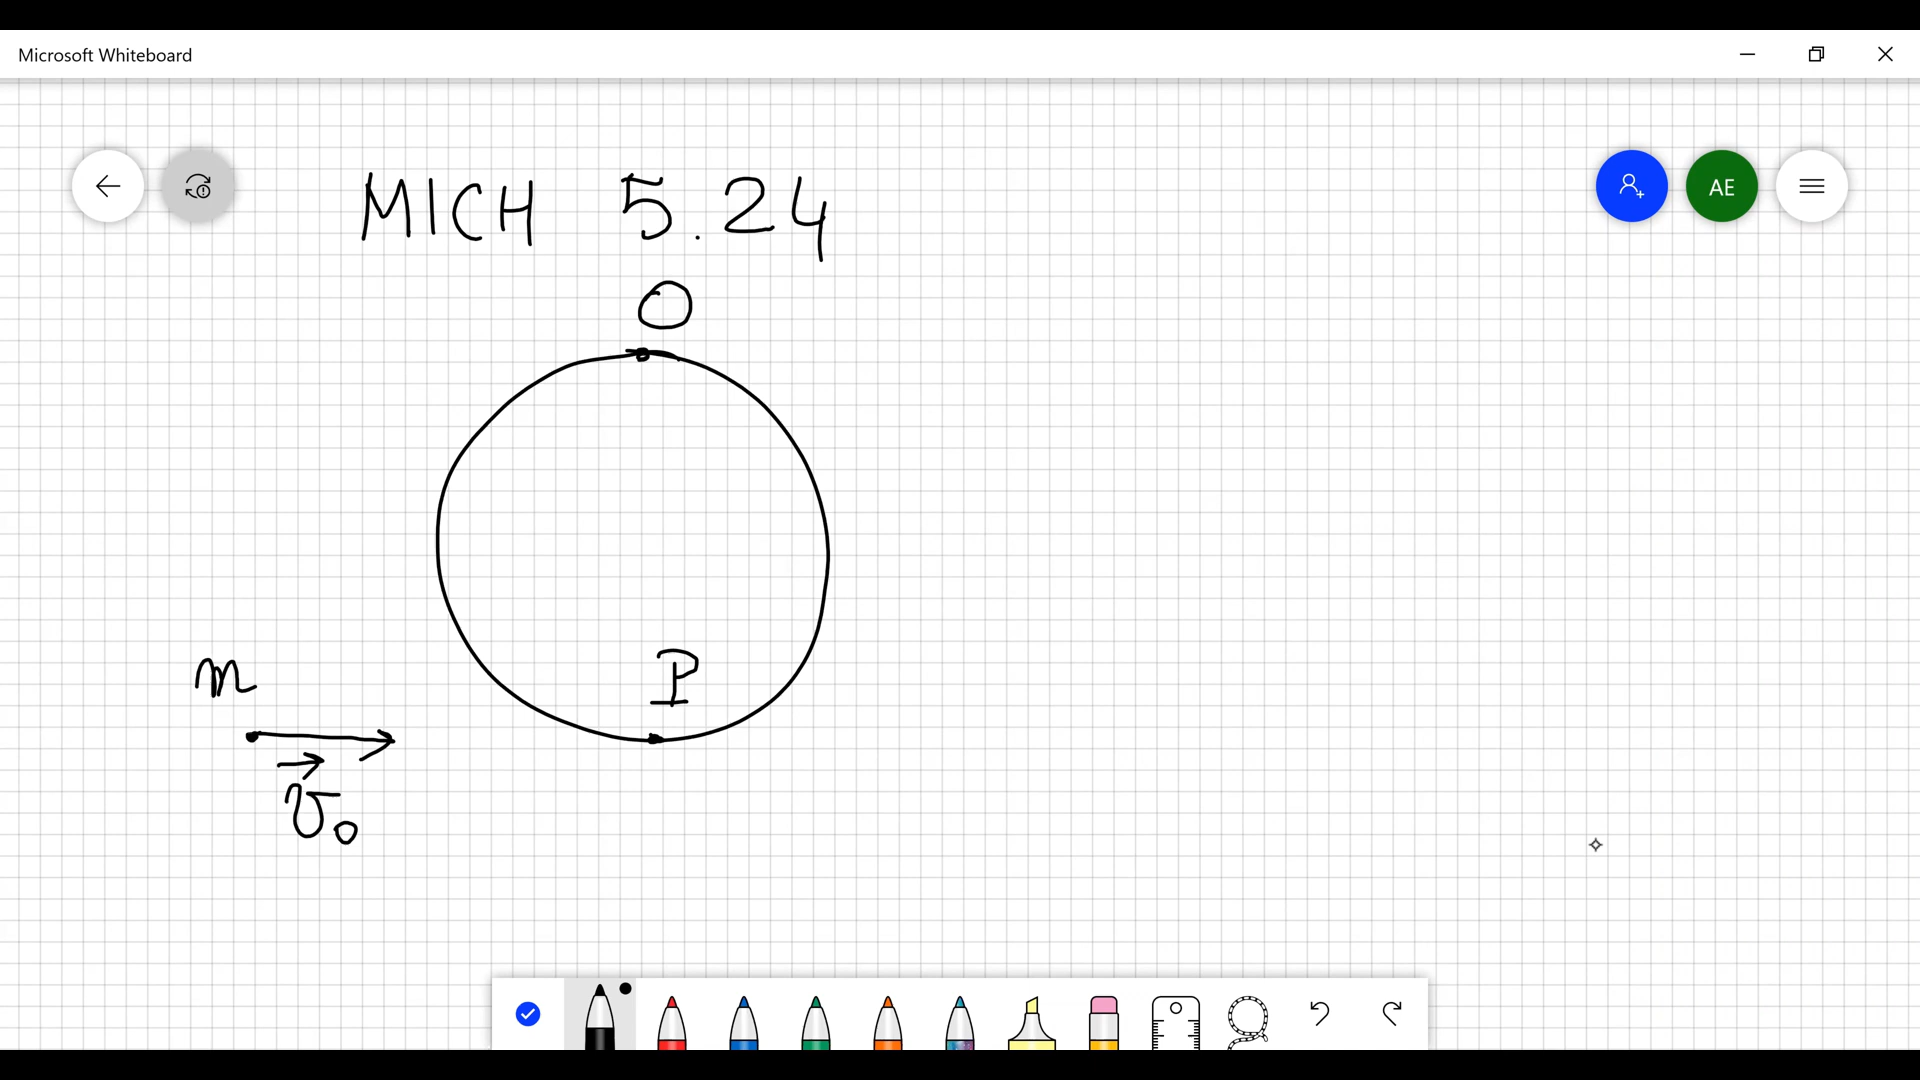 Microsoft Whiteboard
AE
MICH 5.24
O
P
m
v⃗₀